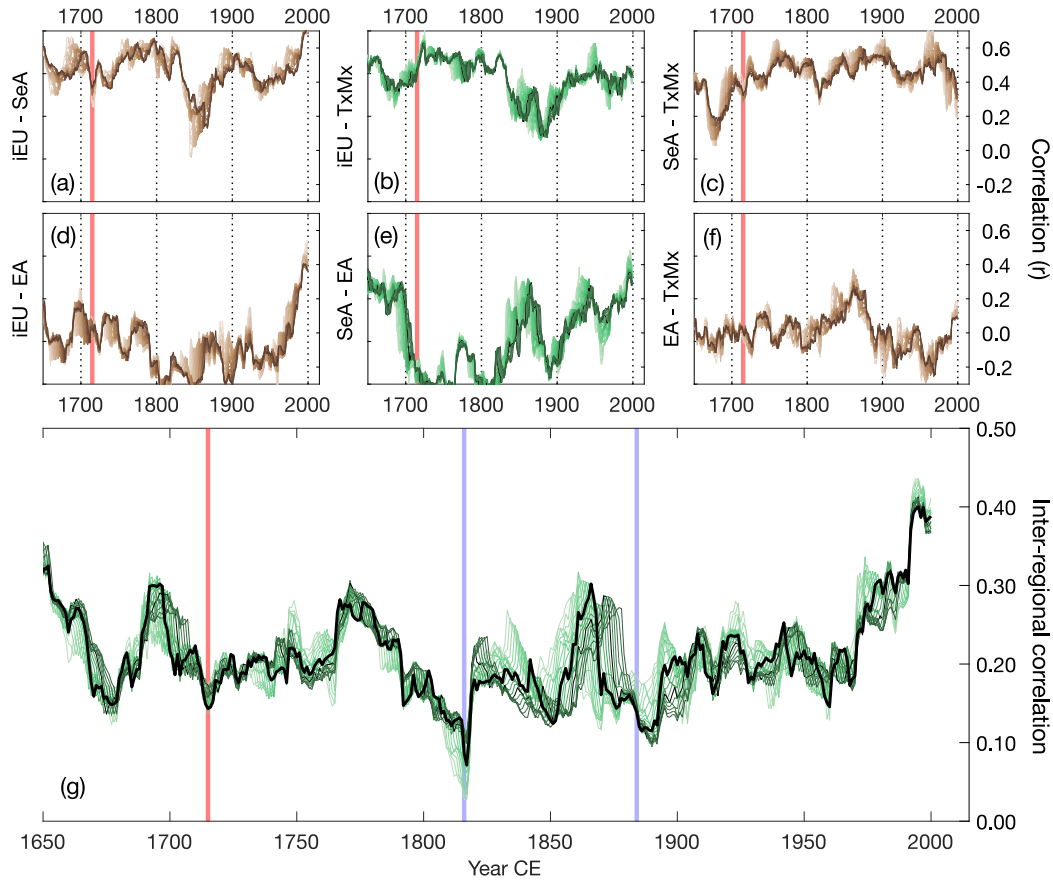 1700 1800 1900 2000 1700 1800 1900 2000 1700 1800 1900 2000
iEU - SeA
(a)
iEU - TxMx
(b)
SeA - TxMx
(c)
0.6
0.4
0.2
0.0
-0.2
iEU - EA
(d)
SeA - EA
(e)
EA - TxMx
(f)
0.6
0.4
0.2
0.0
-0.2
Correlation (r)
1700 1800 1900 2000 1700 1800 1900 2000 1700 1800 1900 2000
(g)
0.50
0.40
0.30
0.20
0.10
0.00
Inter-regional correlation
1650 1700 1750 1800 1850 1900 1950 2000
Year CE